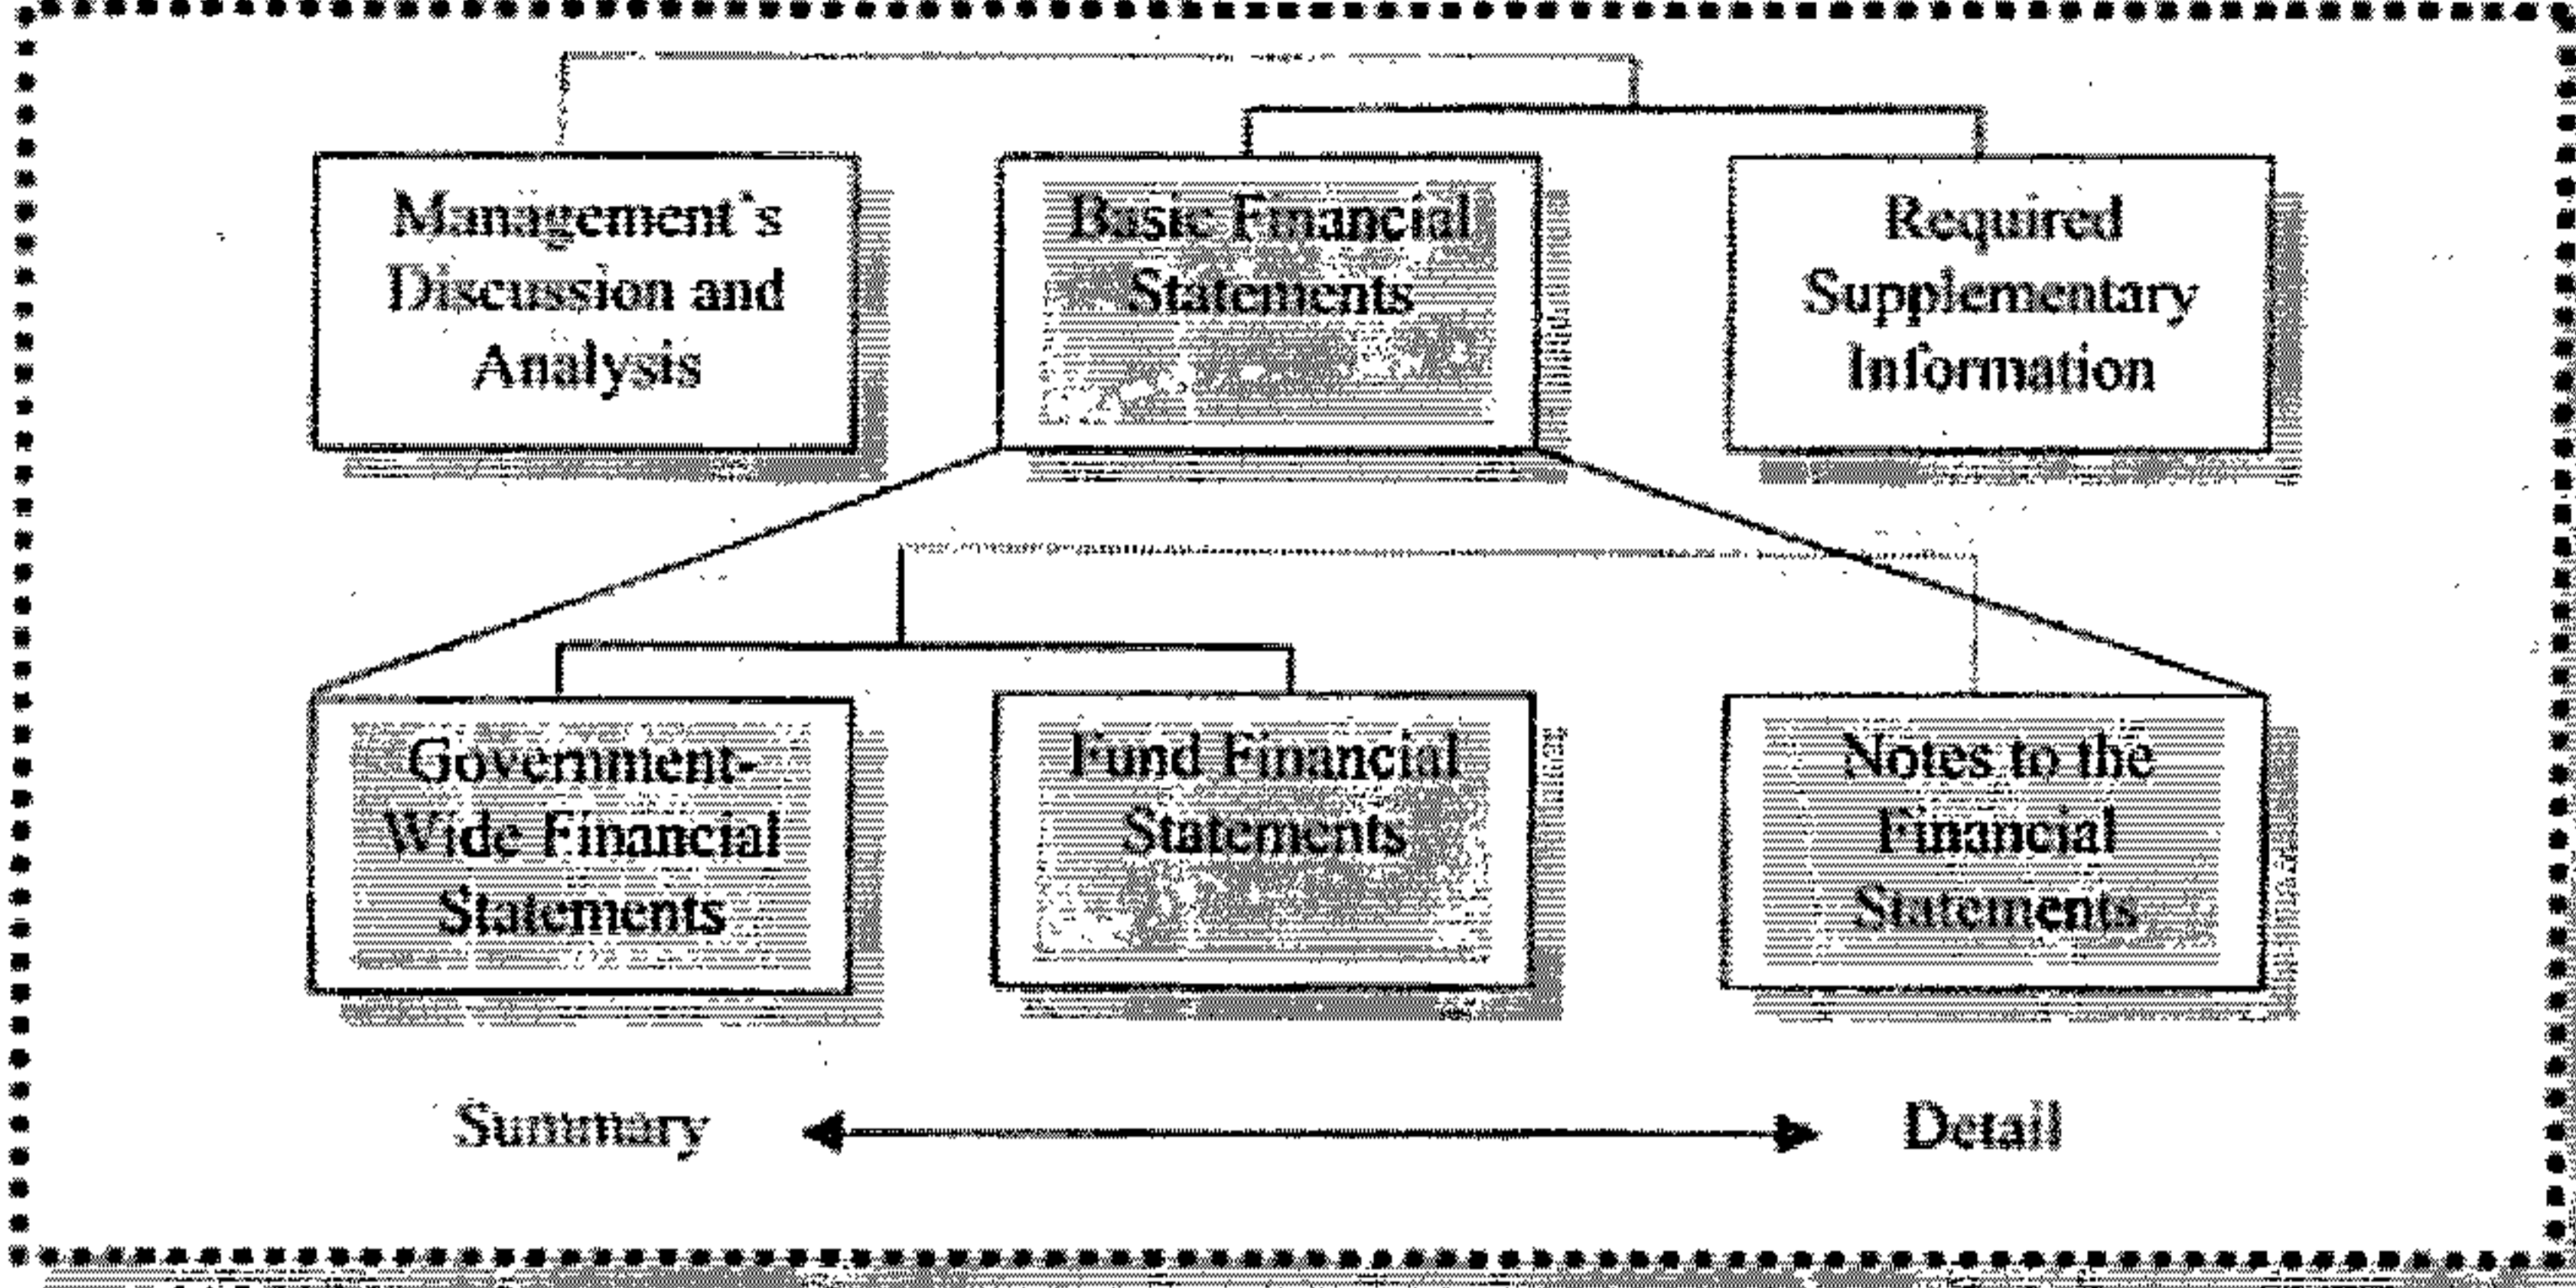 Management's
Discussion and
Analysis
Basic Financial
Statements
Required
Supplementary
Information
Government-
Wide Financial
Statements
Fund Financial
Statements
Notes to the
Financial
Statements
Summary
Detail